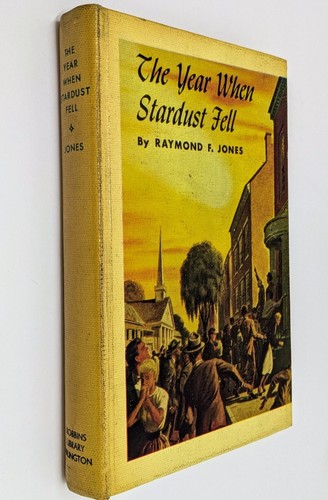 The Year When
Stardust Fell
By RAYMOND F. JONES
THE
YEAR
WHEN
STARDUST
FELL
JONES
ROBBINS
LIBRARY
ARLINGTON